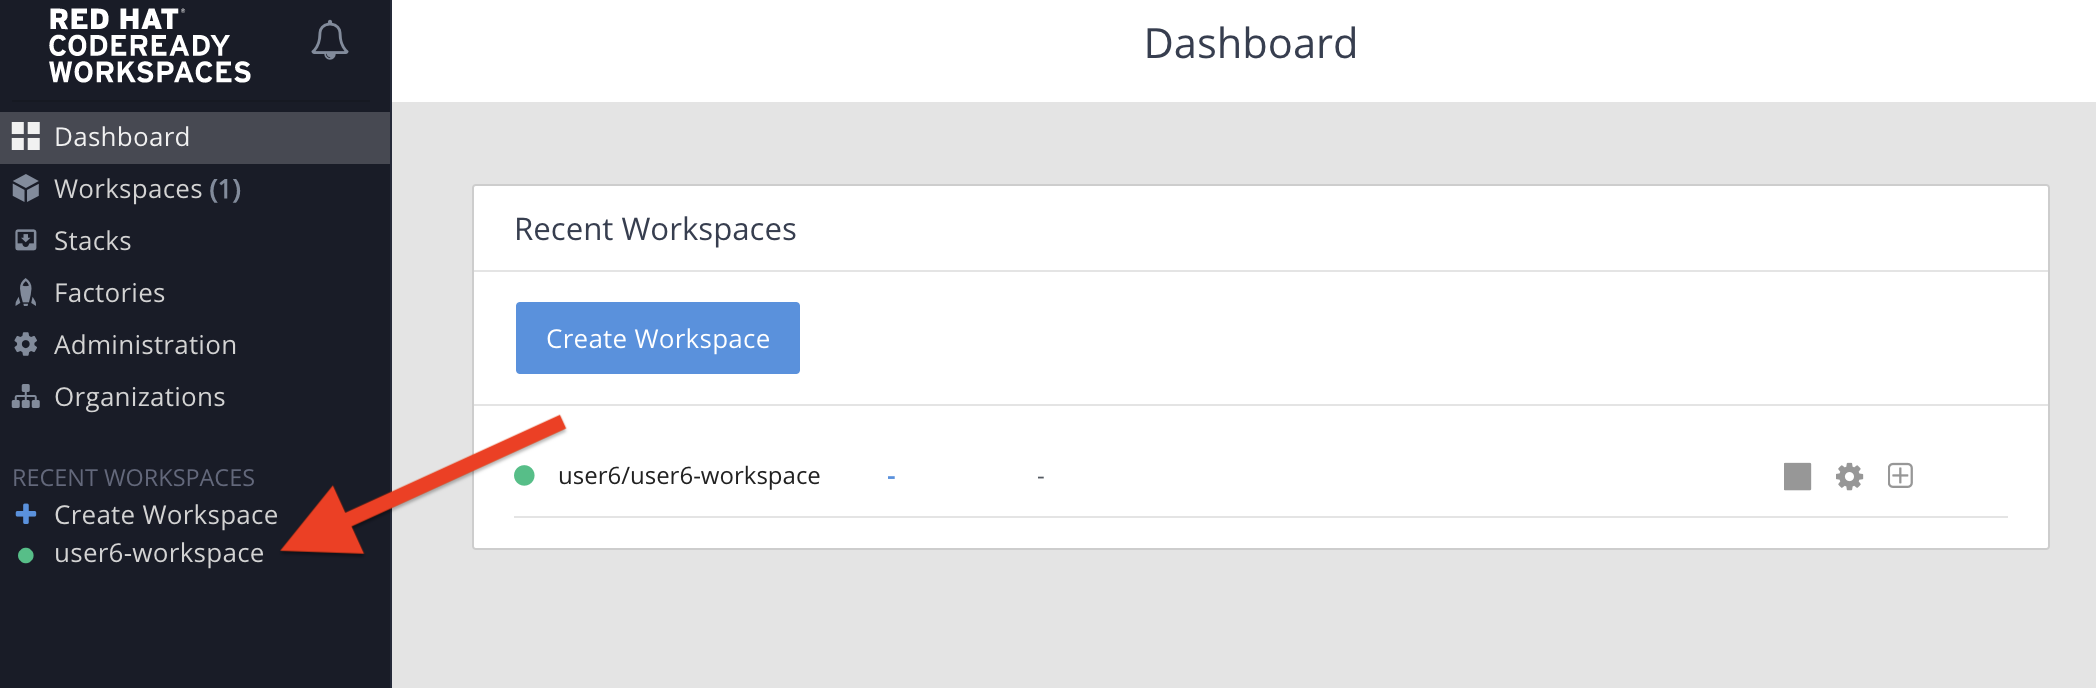 RED HAT®
CODEREADY
WORKSPACES
Dashboard
Dashboard
Workspaces (1)
Stacks
Factories
Administration
Organizations
RECENT WORKSPACES
Create Workspace
user6-workspace
Recent Workspaces
Create Workspace
user6/user6-workspace - -